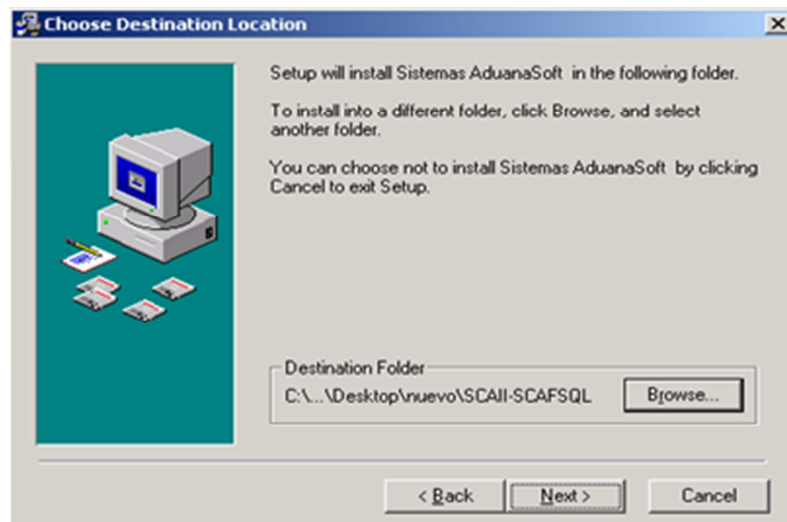 Choose Destination Location
Setup will install Sistemas AduanaSoft in the following folder.
To install into a different folder, click Browse, and select
another folder.
You can choose not to install Sistemas AduanaSoft by clicking
Cancel to exit Setup.
Destination Folder
C:\...\Desktop\nuevo\SCAII-SCAFSQL
Browse...
< Back
Next >
Cancel